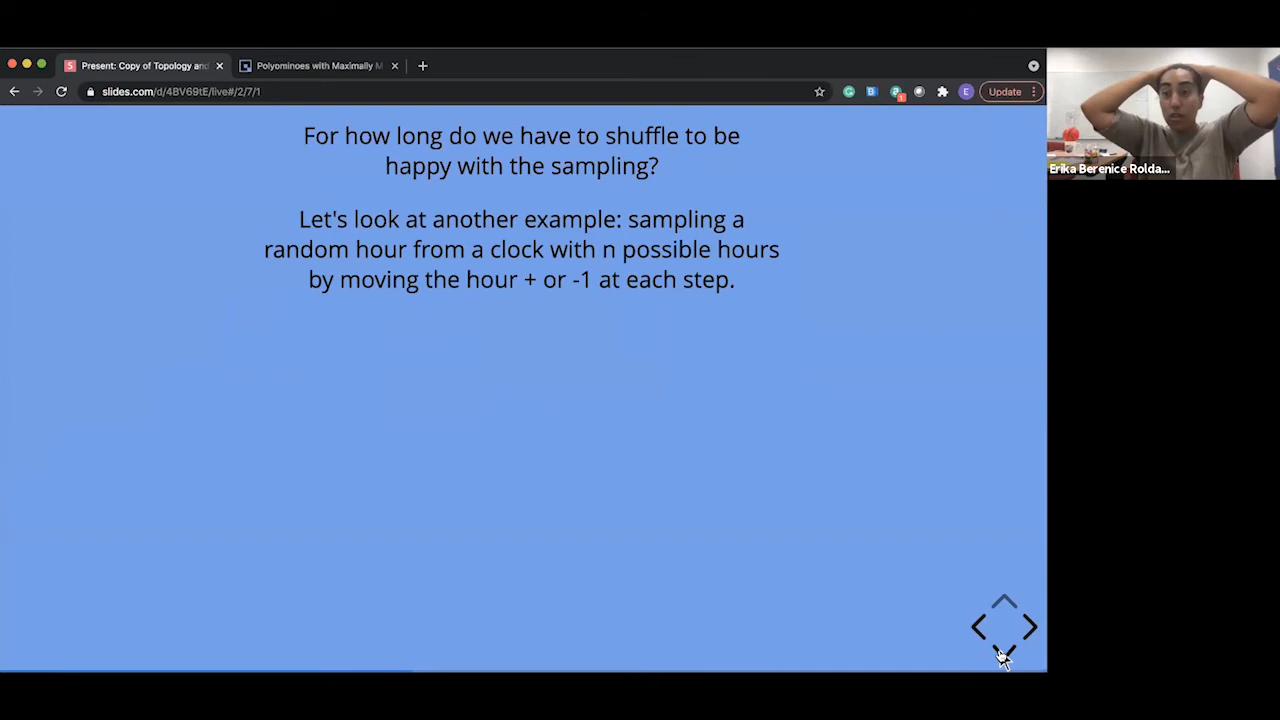 Present: Copy of Topology and
Polyominoes with Maximally M
slides.com/d/4BV69tE/live#/2/7/1
E
Update
For how long do we have to shuffle to be
happy with the sampling?
Let's look at another example: sampling a
random hour from a clock with n possible hours
by moving the hour + or -1 at each step.
Erika Berenice Rolda...